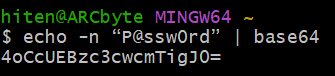 hiten@ARCbyte MINGW64 ~
$ echo -n “P@ssw0rd” | base64
4oCcUEBzc3cwcmTigJ0=